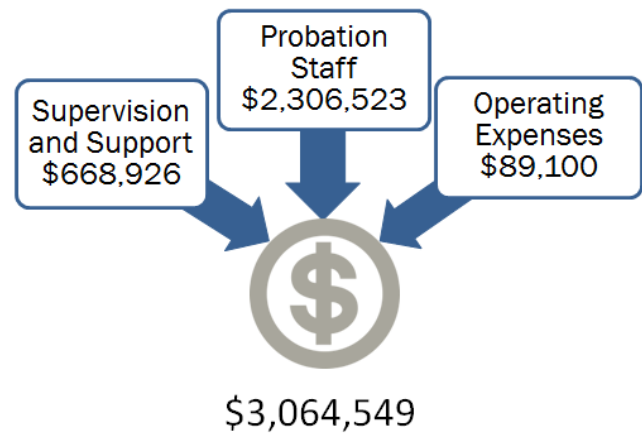 Supervision
and Support
$668,926
Probation
Staff
$2,306,523
Operating
Expenses
$89,100
$
$3,064,549